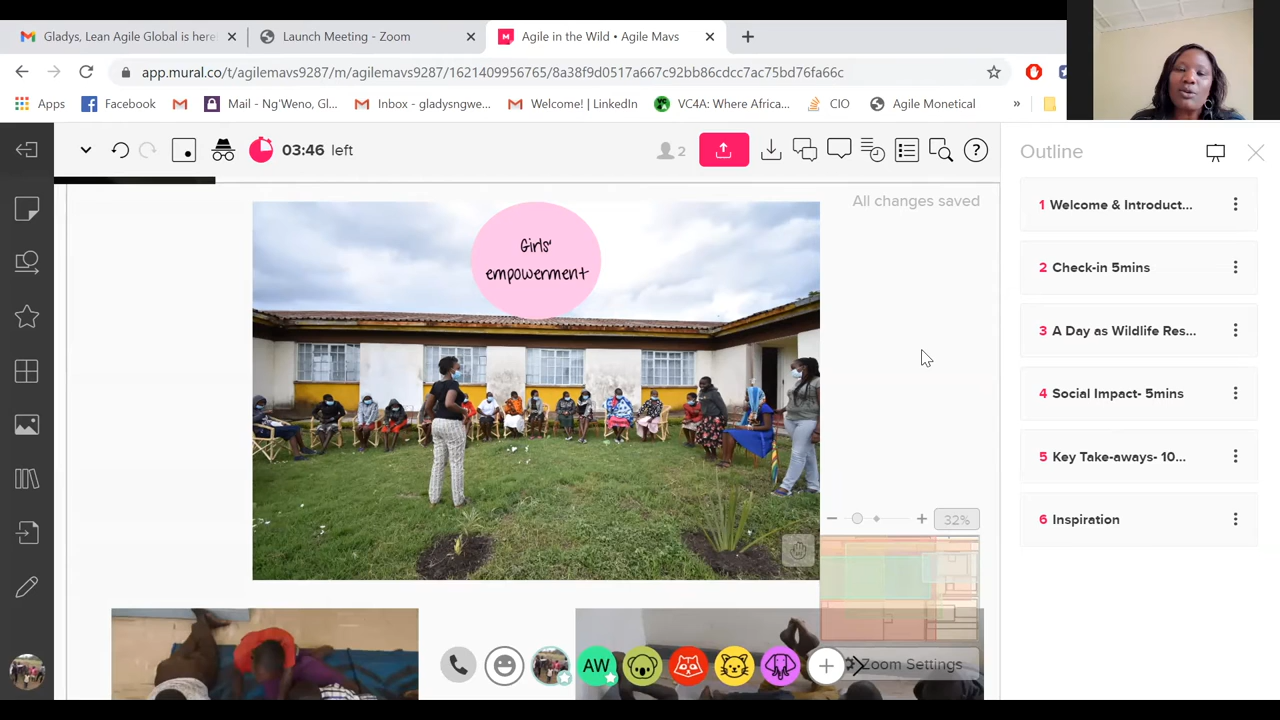 Gladys, Lean Agile Global is here
Launch Meeting - Zoom
Agile in the Wild • Agile Mavs
app.mural.co/t/agilemavs9287/m/agilemavs9287/1621409956765/8a38f9d0517a667c92bb86cdcc7ac75bd76fa66c
Apps
Facebook
Mail - Ng'Weno, Gl...
Inbox - gladysngwe...
Welcome! | LinkedIn
VC4A: Where Africa...
CIO
Agile Monetical
»
03:46 left
2
?
Outline
All changes saved
Girls'
empowerment
1 Welcome & Introduct...
2 Check-in 5mins
3 A Day as Wildlife Res...
4 Social Impact- 5mins
5 Key Take-aways- 10...
6 Inspiration
32%
AW
Zoom Settings